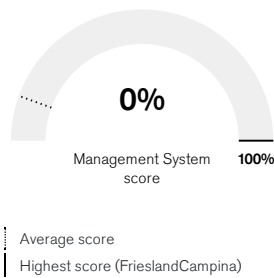 0%
Management System
score
100%
Average score
Highest score (FrieslandCampina)